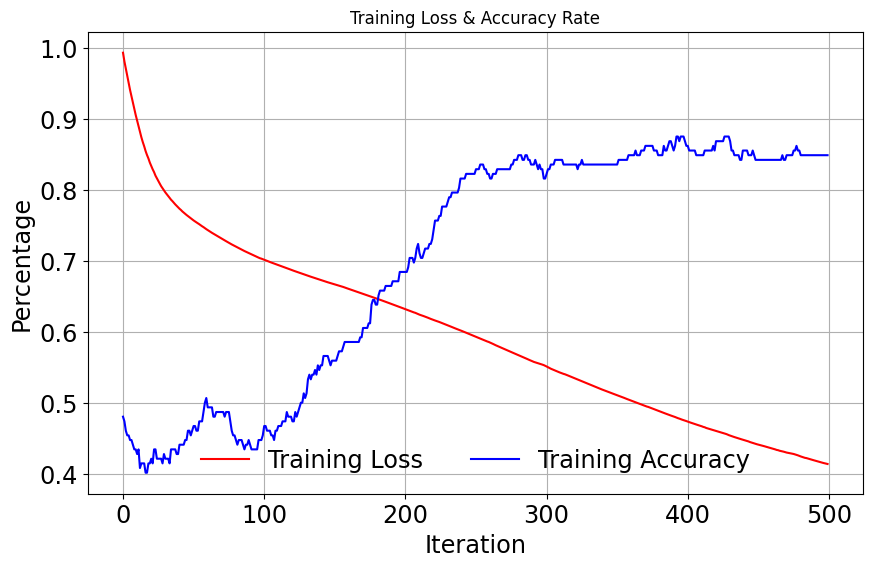 Training Loss & Accuracy Rate
1.0
0.9
0.8
0.7
0.6
0.5
0.4
Percentage
Training Loss Training Accuracy
0 100 200 300 400 500
Iteration